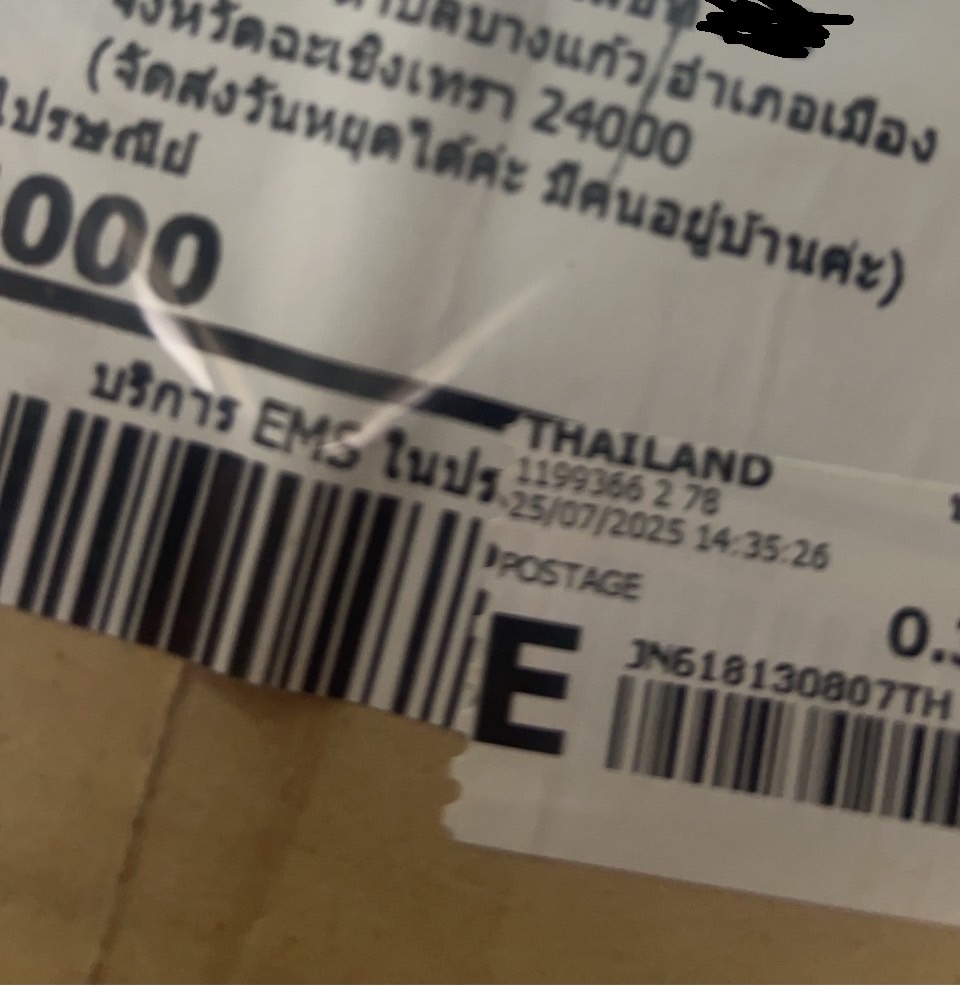 ตำบลบางแก้ว อำเภอเมือง
จังหวัดฉะเชิงเทรา 24000
(จัดส่งวันหยุดได้ค่ะ มีคนอยู่บ้านค่ะ)
ไปรษณีย์
000
บริการ EMS ในประ
THAILAND
1199366 2 78
25/07/2025 14:35:26
POSTAGE
0.
E
JN618130807TH